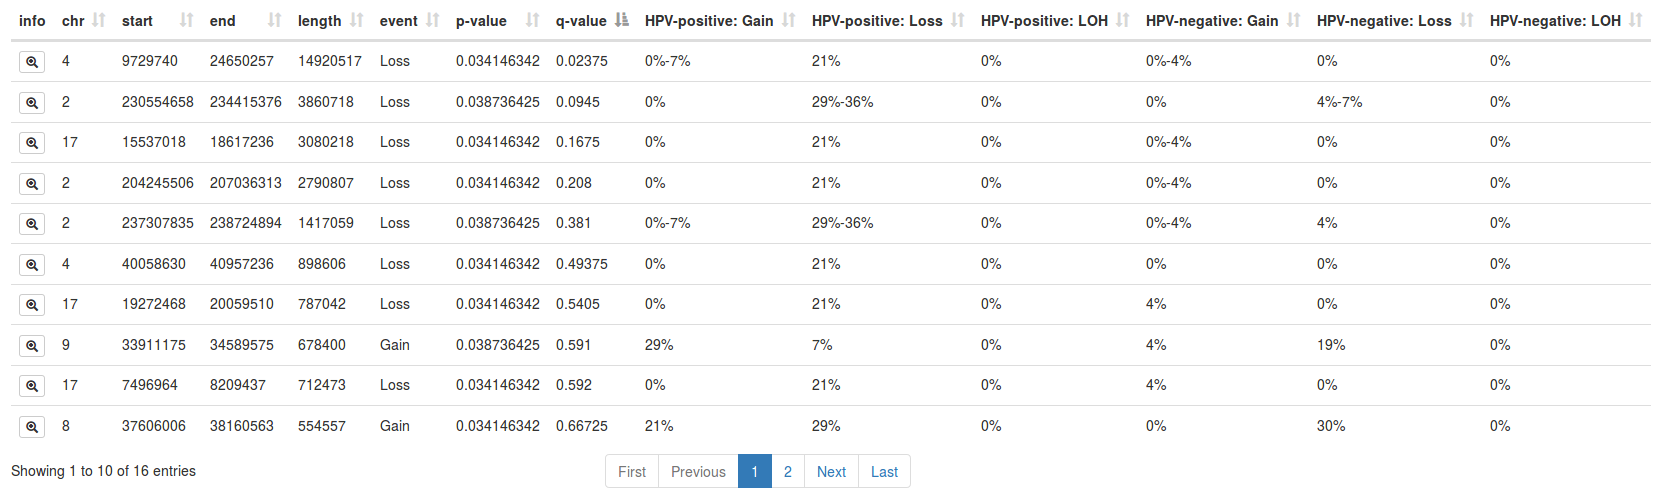 info chr start end length event p-value q-value HPV-positive: Gain HPV-positive: Loss HPV-positive: LOH HPV-negative: Gain HPV-negative: Loss HPV-negative: LOH
4 9729740 24650257 14920517 Loss 0.034146342 0.02375 0%-7% 21% 0% 0%-4% 0% 0%
2 230554658 234415376 3860718 Loss 0.038736425 0.0945 0% 29%-36% 0% 0% 4%-7% 0%
17 15537018 18617236 3080218 Loss 0.034146342 0.1675 0% 21% 0% 0%-4% 0% 0%
2 204245506 207036313 2790807 Loss 0.034146342 0.208 0% 21% 0% 0%-4% 0% 0%
2 237307835 238724894 1417059 Loss 0.038736425 0.381 0%-7% 29%-36% 0% 0%-4% 4% 0%
4 40058630 40957236 898606 Loss 0.034146342 0.49375 0% 21% 0% 0% 0% 0%
17 19272468 20059510 787042 Loss 0.034146342 0.5405 0% 21% 0% 4% 0% 0%
9 33911175 34589575 678400 Gain 0.038736425 0.591 29% 7% 0% 4% 19% 0%
17 7496964 8209437 712473 Loss 0.034146342 0.592 0% 21% 0% 4% 0% 0%
8 37606006 38160563 554557 Gain 0.034146342 0.66725 21% 29% 0% 0% 30% 0%
Showing 1 to 10 of 16 entries First Previous 1 2 Next Last